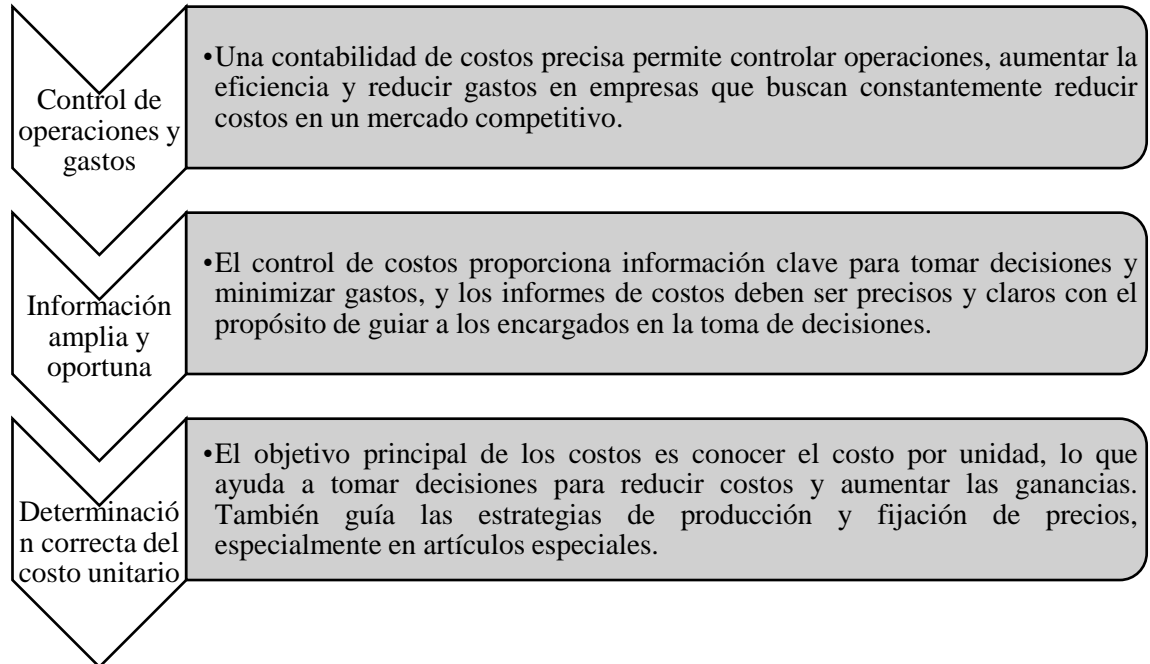 Control de
operaciones y
gastos
•Una contabilidad de costos precisa permite controlar operaciones, aumentar la
eficiencia y reducir gastos en empresas que buscan constantemente reducir
costos en un mercado competitivo.
Información
amplia y
oportuna
•El control de costos proporciona información clave para tomar decisiones y
minimizar gastos, y los informes de costos deben ser precisos y claros con el
propósito de guiar a los encargados en la toma de decisiones.
Determinació
n correcta del
costo unitario
•El objetivo principal de los costos es conocer el costo por unidad, lo que
ayuda a tomar decisiones para reducir costos y aumentar las ganancias.
También guía las estrategias de producción y fijación de precios,
especialmente en artículos especiales.